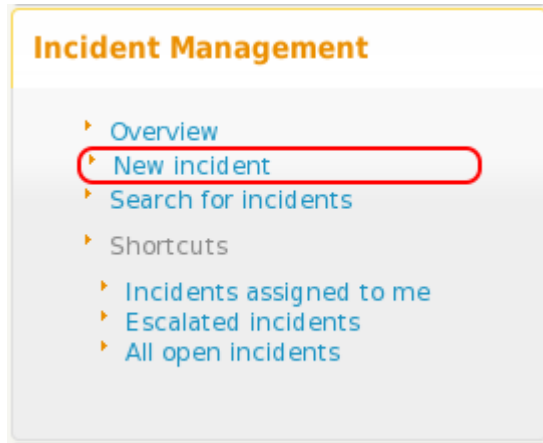 Incident Management
Overview
New incident
Search for incidents
Shortcuts
Incidents assigned to me
Escalated incidents
All open incidents